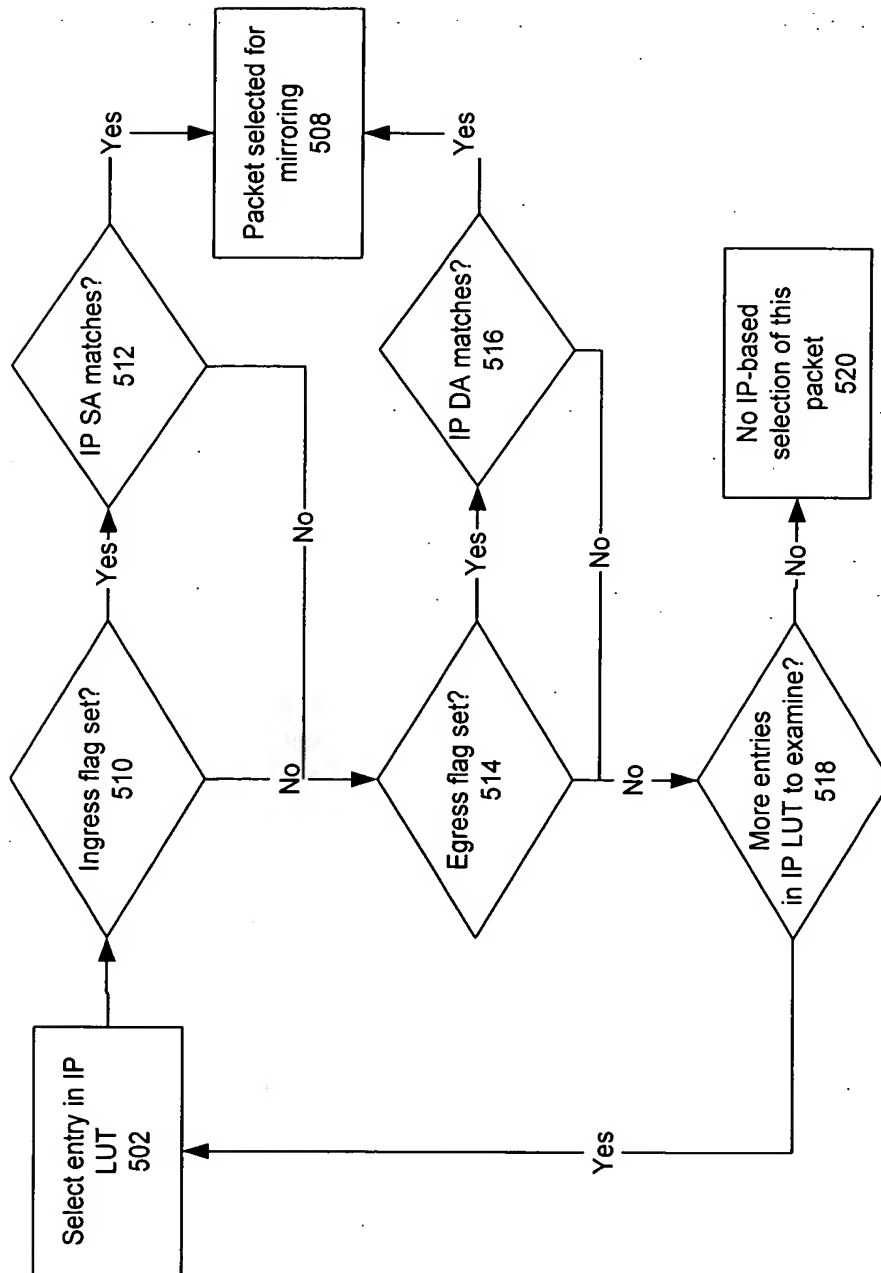 Select entry in IP
LUT
502
Ingress flag set?
510
Yes
IP SA matches?
512
Yes
Packet selected for
mirroring
508
No
No
Egress flag set?
514
Yes
IP DA matches?
516
Yes
No
No
More entries
in IP LUT to examine?
518
No
No IP-based
selection of this
packet
520
Yes